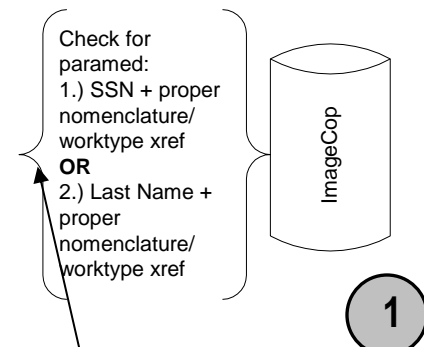 Check for
paramed:
1.) SSN + proper
nomenclature/
worktype xref
OR
2.) Last Name +
proper
nomenclature/
worktype xref
ImageCop
1